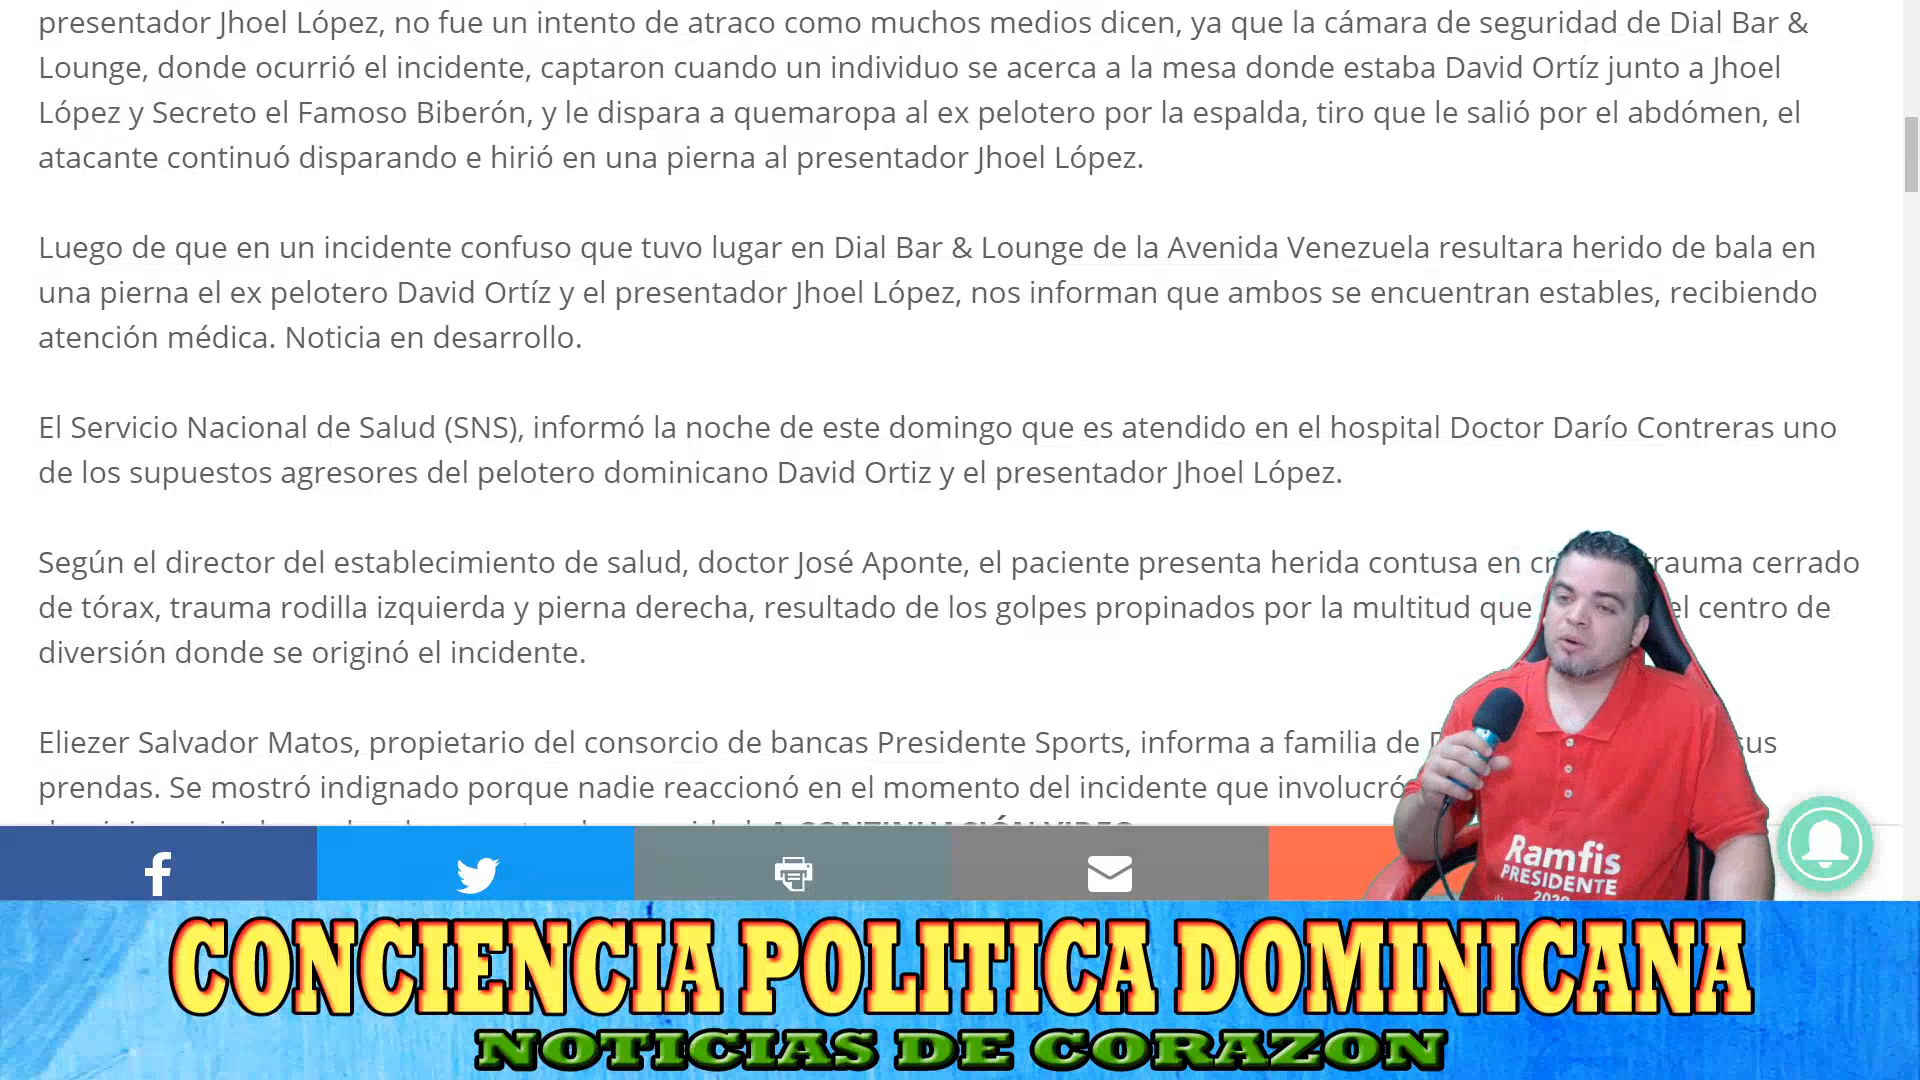 presentador Jhoel López, no fue un intento de atraco como muchos medios dicen, ya que la cámara de seguridad de Dial Bar &
Lounge, donde ocurrió el incidente, captaron cuando un individuo se acerca a la mesa donde estaba David Ortíz junto a Jhoel
López y Secreto el Famoso Biberón, y le dispara a quemaropa al ex pelotero por la espalda, tiro que le salió por el abdómen, el
atacante continuó disparando e hirió en una pierna al presentador Jhoel López.
Luego de que en un incidente confuso que tuvo lugar en Dial Bar & Lounge de la Avenida Venezuela resultara herido de bala en
una pierna el ex pelotero David Ortíz y el presentador Jhoel López, nos informan que ambos se encuentran estables, recibiendo
atención médica. Noticia en desarrollo.
El Servicio Nacional de Salud (SNS), informó la noche de este domingo que es atendido en el hospital Doctor Darío Contreras uno
de los supuestos agresores del pelotero dominicano David Ortiz y el presentador Jhoel López.
Según el director del establecimiento de salud, doctor José Aponte, el paciente presenta herida contusa en trauma cerrado
de tórax, trauma rodilla izquierda y pierna derecha, resultado de los golpes propinados por la multitud que el centro de
diversión donde se originó el incidente.
Eliezer Salvador Matos, propietario del consorcio de bancas Presidente Sports, informa a familia de sus
prendas. Se mostró indignado porque nadie reaccionó en el momento del incidente que involucró
A CONTINUACIÓN VIDEO
Ramfis
PRESIDENTE
2020
CONCIENCIA POLITICA DOMINICANA
NOTICIAS DE CORAZON